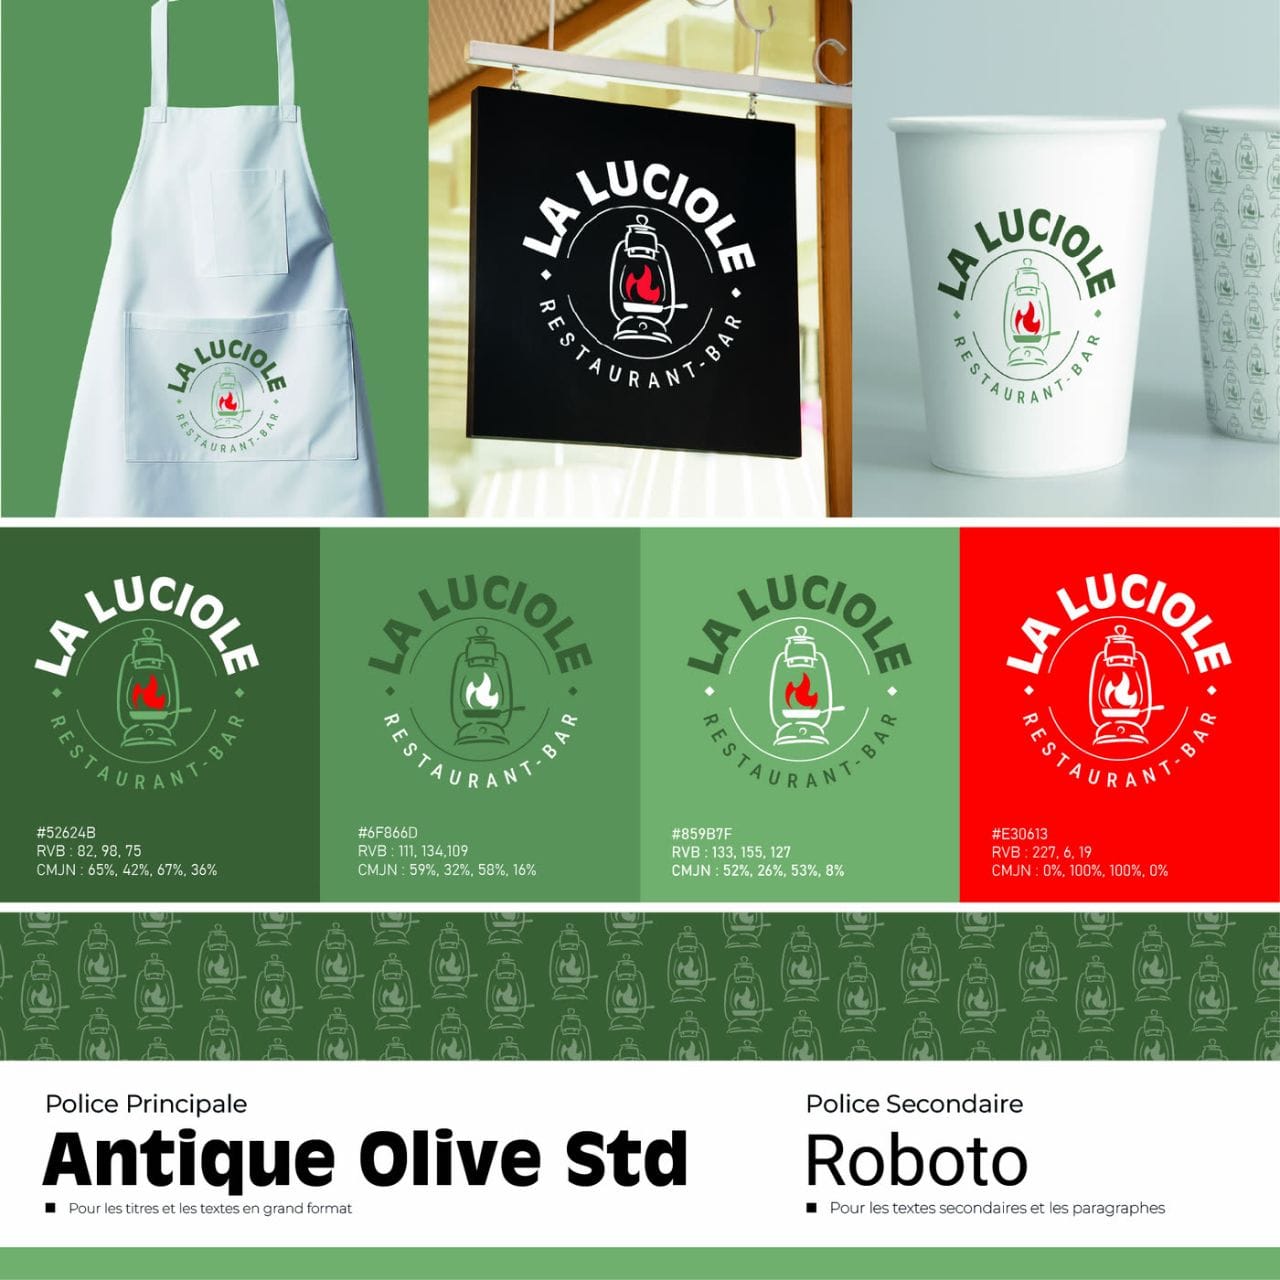 LA LUCIOLE
RESTAURANT-BAR
LA LUCIOLE
RESTAURANT-BAR
LA LUCIOLE
RESTAURANT-BAR
LA LUCIOLE
RESTAURANT-BAR
#52624B
RVB : 82, 98, 75
CMJN : 65%, 42%, 67%, 36%
LA LUCIOLE
RESTAURANT-BAR
#6F866D
RVB : 111, 134,109
CMJN : 59%, 32%, 58%, 16%
LA LUCIOLE
RESTAURANT-BAR
#859B7F
RVB : 133, 155, 127
CMJN : 52%, 26%, 53%, 8%
LA LUCIOLE
RESTAURANT-BAR
#E30613
RVB : 227, 6, 19
CMJN : 0%, 100%, 100%, 0%
Police Principale
Antique Olive Std
Pour les titres et les textes en grand format
Police Secondaire
Roboto
Pour les textes secondaires et les paragraphes